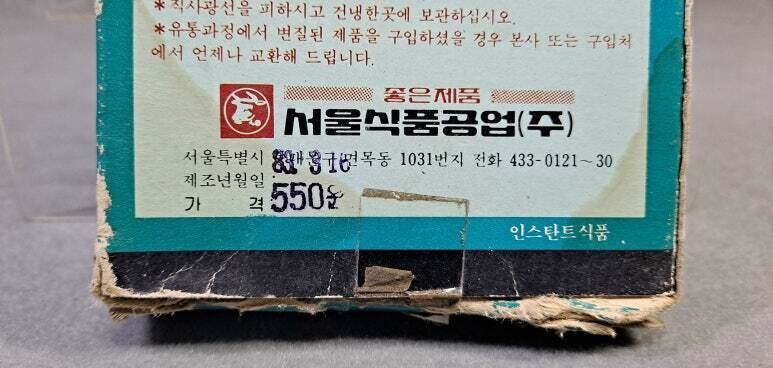 *직사광선을 피하시고 건냉한곳에 보관하십시오.
*유통과정에서 변질된 제품을 구입하셨을 경우 본사 또는 구입처
에서 언제나 교환해 드립니다.
좋은제품
서울식품공업(주)
서울특별시 면목동 1031번지 전화 433-0121~30
제조년월일
가 격 550원
인스탄트식품